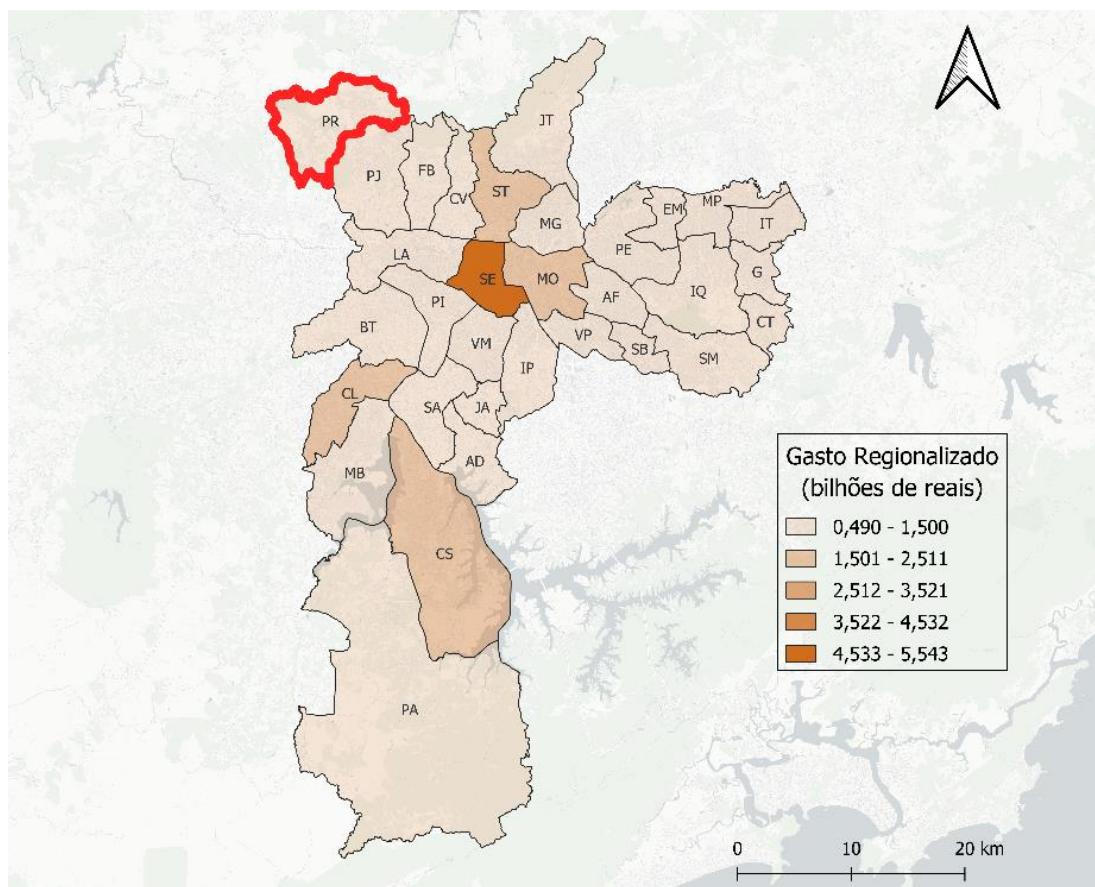 PR
JT
PJ
FB
CV
ST
MG
EM
MP
IT
PE
LA
SE
MO
AF
IQ
G
CT
PI
BT
VM
IP
VP
SB
SM
CL
SA
JA
MB
AD
CS
PA
Gasto Regionalizado
(bilhões de reais)
0,490 - 1,500
1,501 - 2,511
2,512 - 3,521
3,522 - 4,532
4,533 - 5,543
0 10 20 km